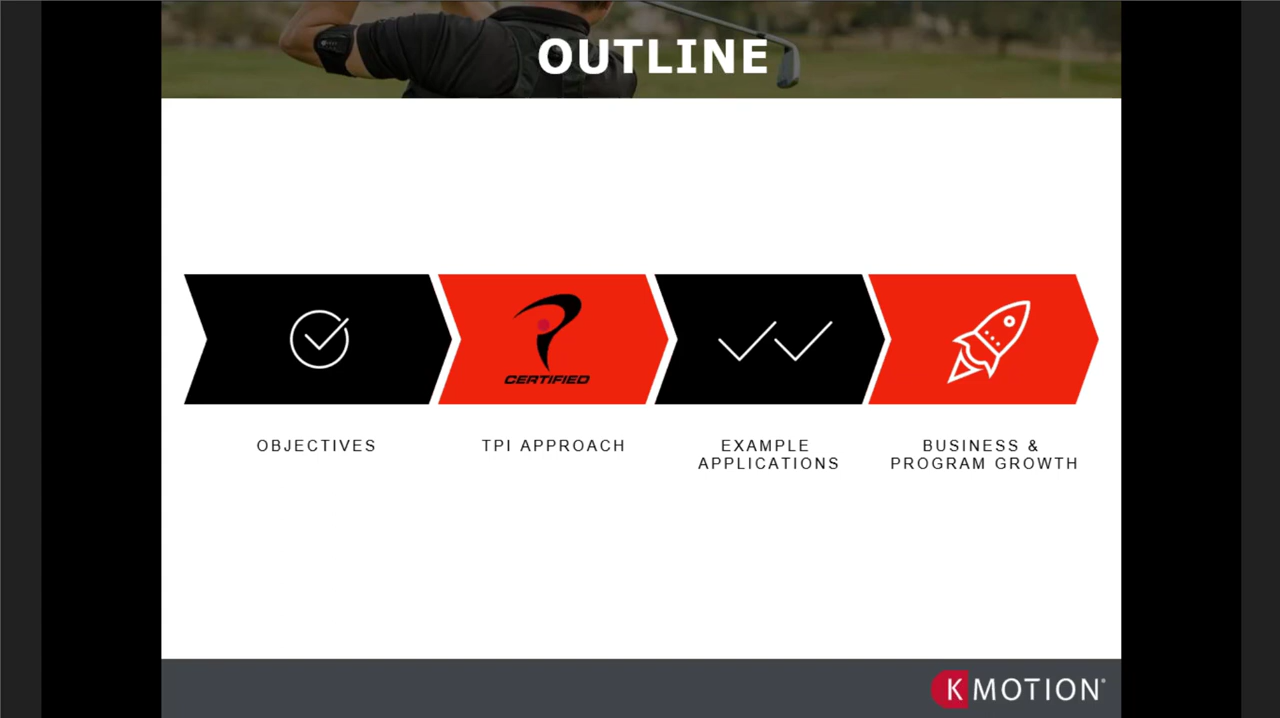 OUTLINE
CERTIFIED
OBJECTIVES
TPI APPROACH
EXAMPLE
APPLICATIONS
BUSINESS &
PROGRAM GROWTH
K MOTION®